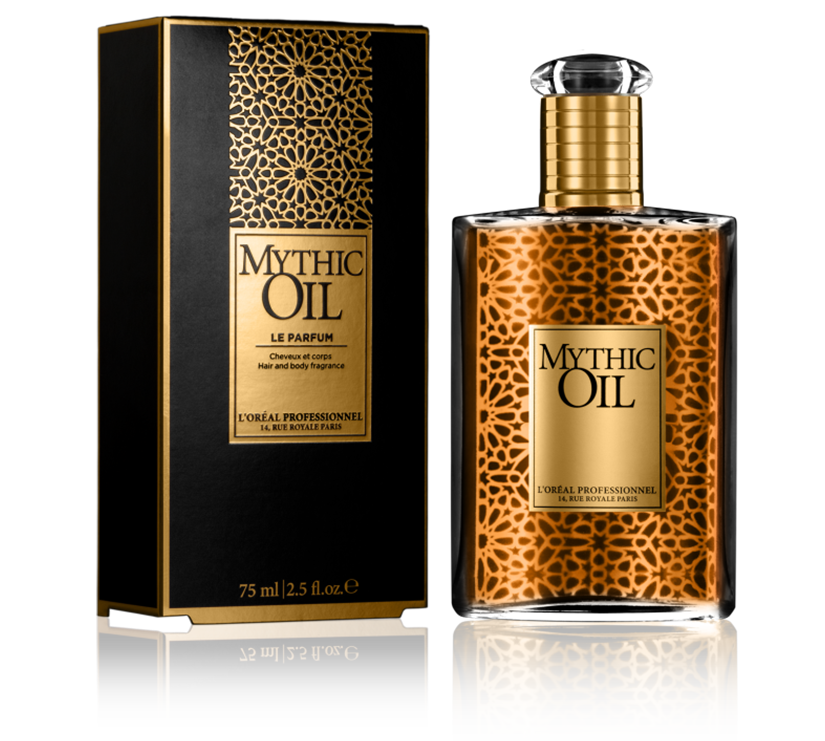 MYTHIC
OIL
LE PARFUM
Cheveux et corps
Hair and body fragrance
L'ORÉAL PROFESSIONNEL
14, RUE ROYALE PARIS
75 ml|2.5 fl.oz.℮
MYTHIC
OIL
L'ORÉAL PROFESSIONNEL
14, RUE ROYALE PARIS